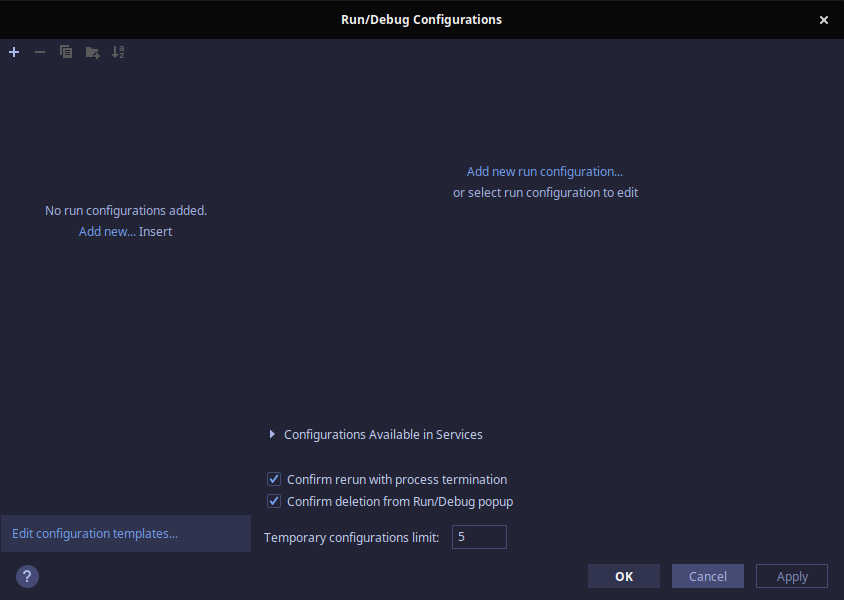 Run/Debug Configurations
Add new run configuration...
or select run configuration to edit
No run configurations added.
Add new... Insert
Configurations Available in Services
Confirm rerun with process termination
Confirm deletion from Run/Debug popup
Edit configuration templates...
Temporary configurations limit: 5
? OK Cancel Apply